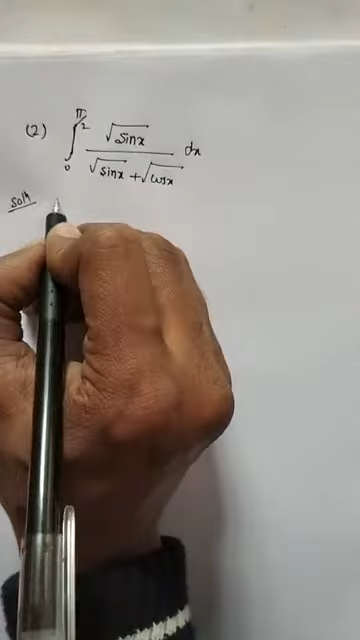 (2) ∫₀^{π/2} √sinx / (√sinx + √cosx) dx
Soln